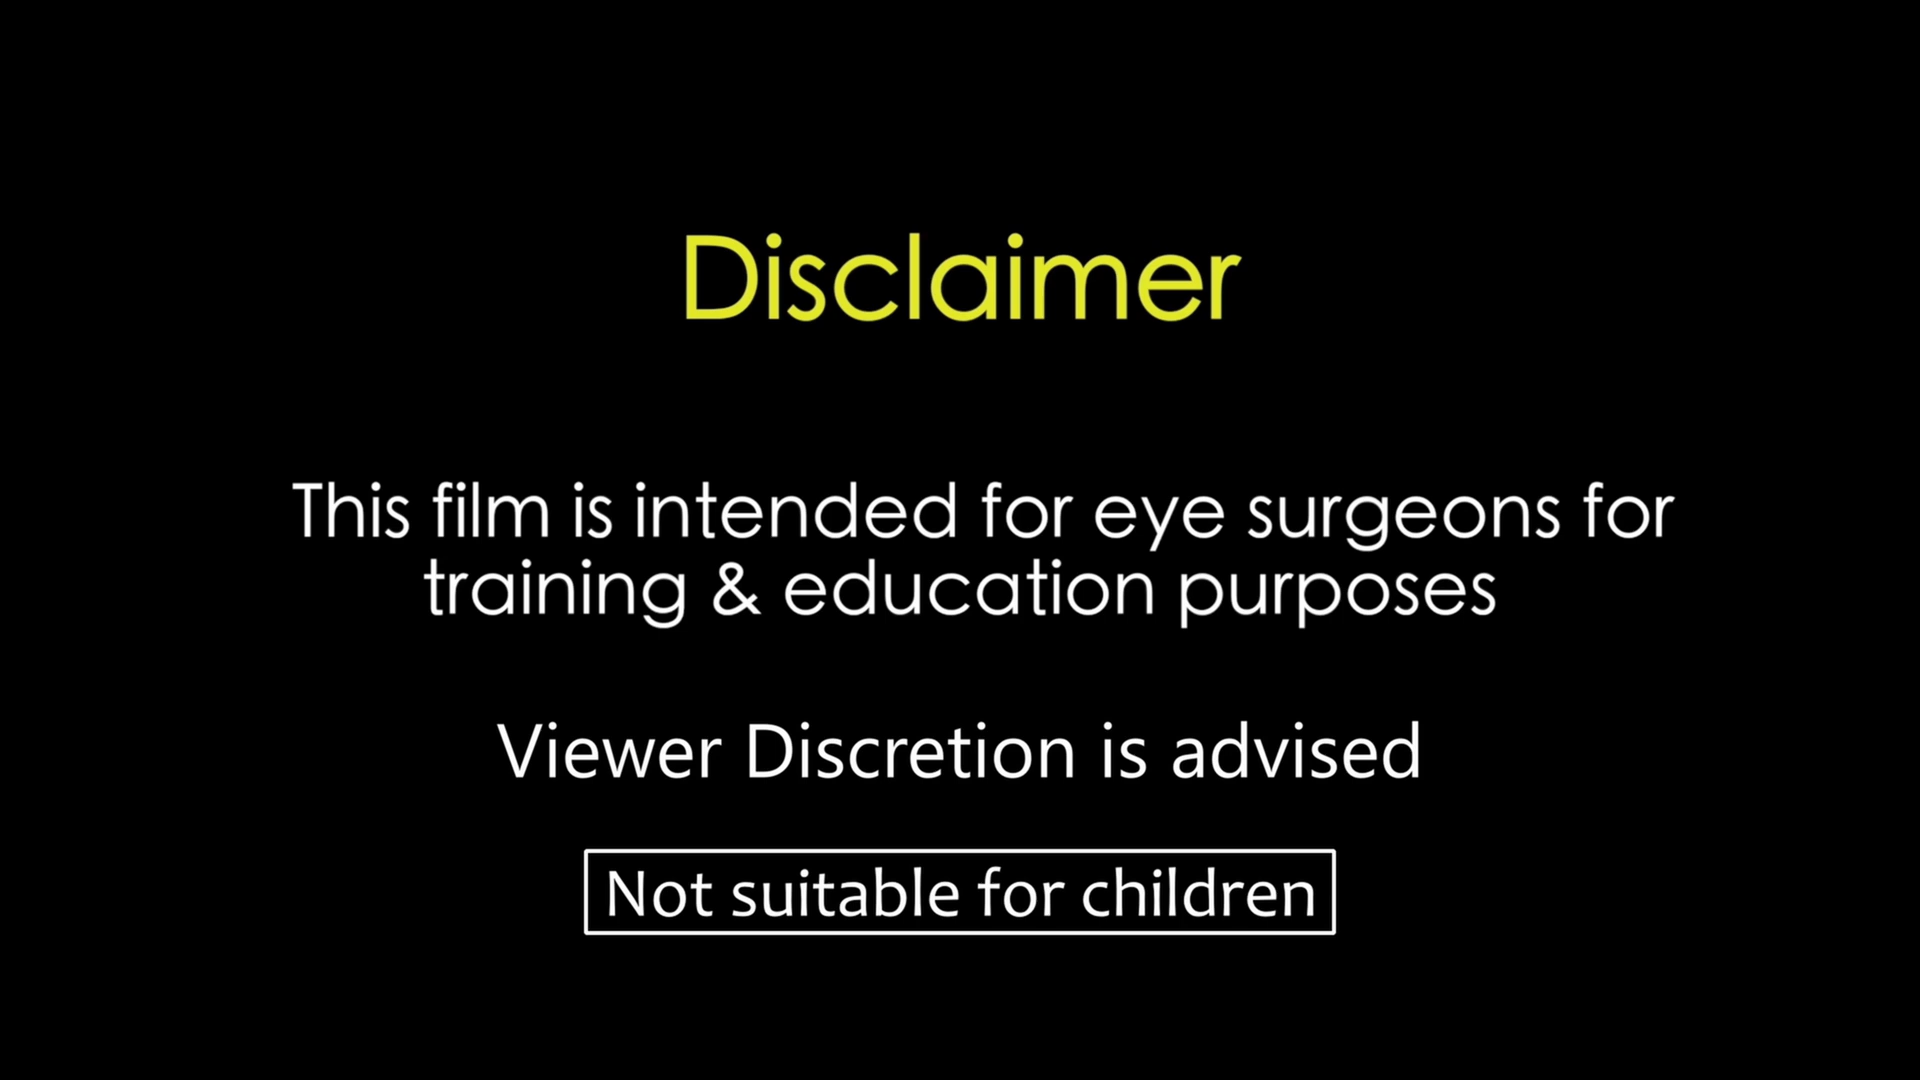 Disclaimer
This film is intended for eye surgeons for
training & education purposes
Viewer Discretion is advised
Not suitable for children